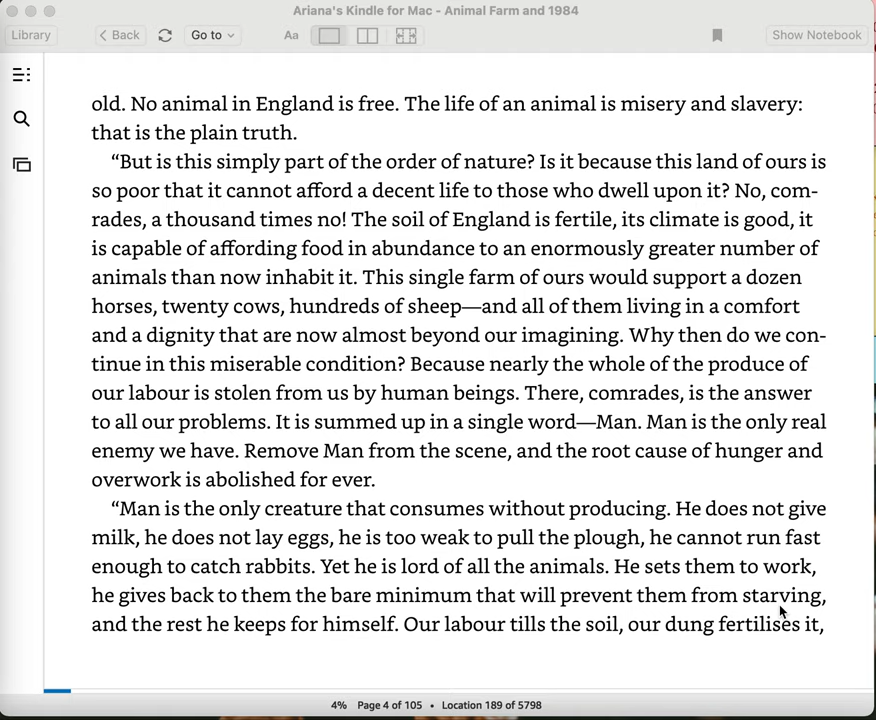 Ariana's Kindle for Mac - Animal Farm and 1984
Library
Back
Go to
Aa
Show Notebook
old. No animal in England is free. The life of an animal is misery and slavery:
that is the plain truth.
“But is this simply part of the order of nature? Is it because this land of ours is
so poor that it cannot afford a decent life to those who dwell upon it? No, com-
rades, a thousand times no! The soil of England is fertile, its climate is good, it
is capable of affording food in abundance to an enormously greater number of
animals than now inhabit it. This single farm of ours would support a dozen
horses, twenty cows, hundreds of sheep—and all of them living in a comfort
and a dignity that are now almost beyond our imagining. Why then do we con-
tinue in this miserable condition? Because nearly the whole of the produce of
our labour is stolen from us by human beings. There, comrades, is the answer
to all our problems. It is summed up in a single word—Man. Man is the only real
enemy we have. Remove Man from the scene, and the root cause of hunger and
overwork is abolished for ever.
“Man is the only creature that consumes without producing. He does not give
milk, he does not lay eggs, he is too weak to pull the plough, he cannot run fast
enough to catch rabbits. Yet he is lord of all the animals. He sets them to work,
he gives back to them the bare minimum that will prevent them from starving,
and the rest he keeps for himself. Our labour tills the soil, our dung fertilises it,
4% Page 4 of 105 • Location 189 of 5798